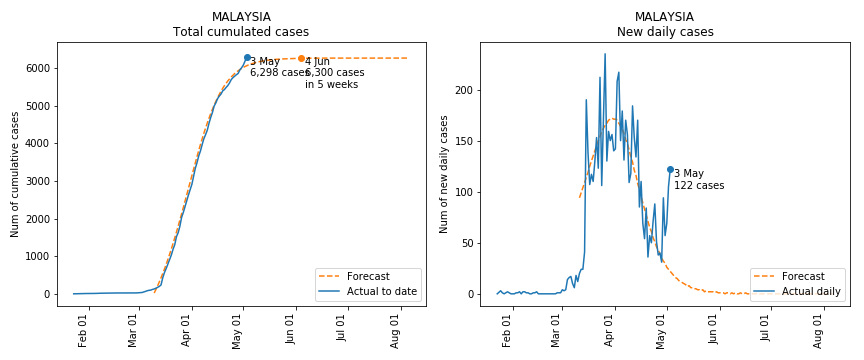 MALAYSIA
Total cumulated cases
Num of cumulative cases
6000
5000
4000
3000
2000
1000
0
3 May
6,298 cases
4 Jun
6,300 cases
in 5 weeks
Forecast
Actual to date
Feb 01
Mar 01
Apr 01
May 01
Jun 01
Jul 01
Aug 01
MALAYSIA
New daily cases
Num of new daily cases
200
150
100
50
0
3 May
122 cases
Forecast
Actual daily
Feb 01
Mar 01
Apr 01
May 01
Jun 01
Jul 01
Aug 01